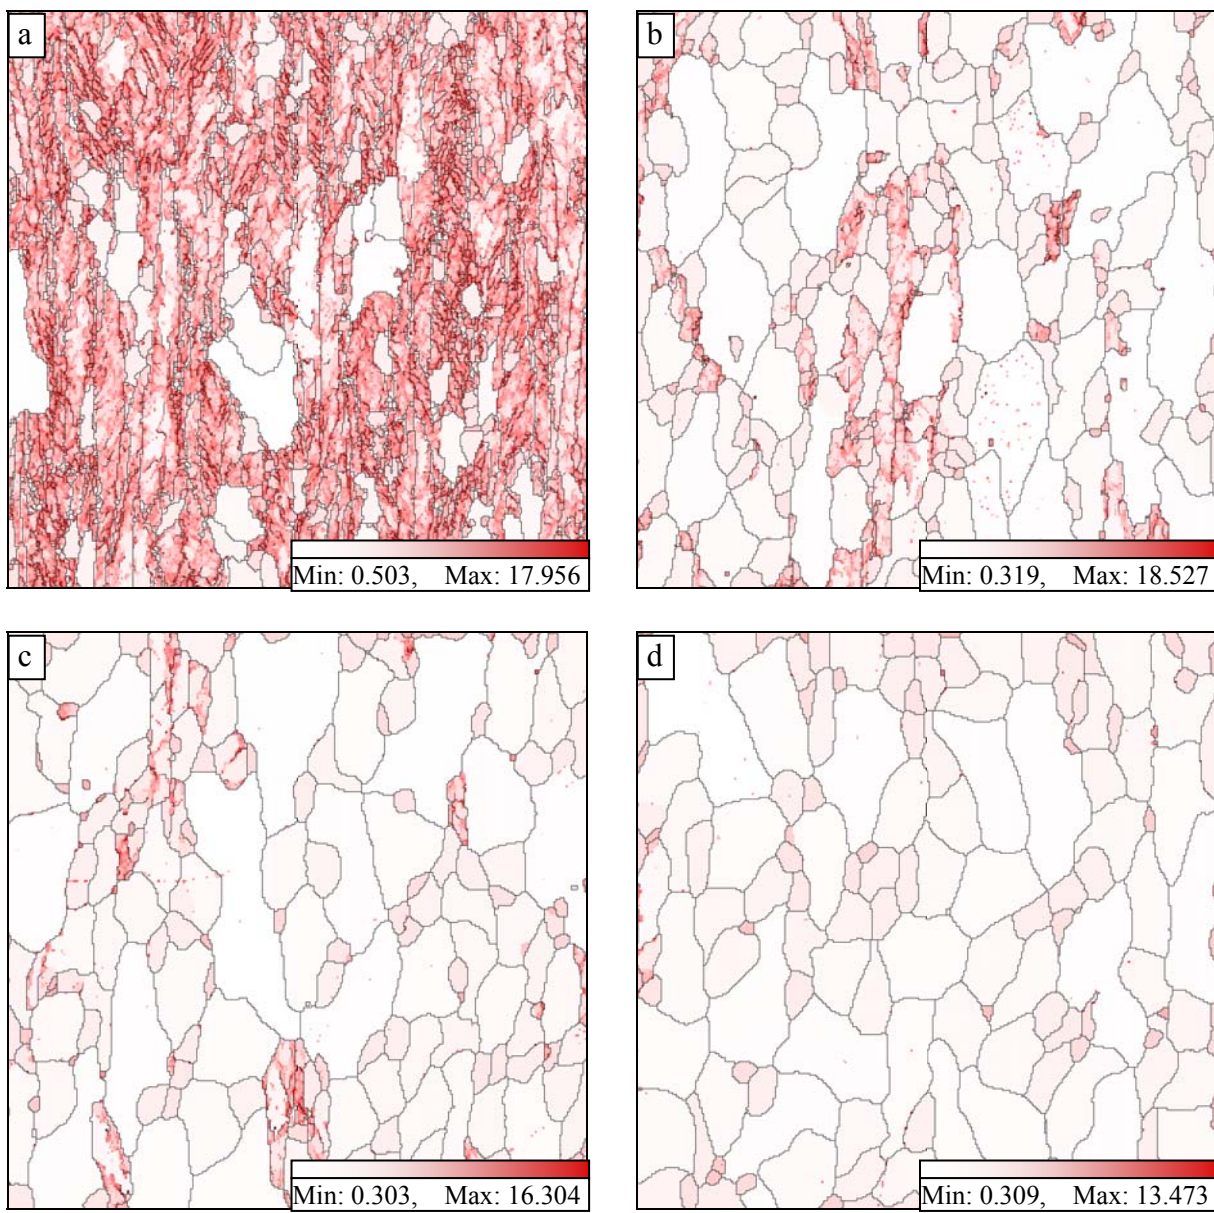 a
b
Min: 0.503, Max: 17.956
Min: 0.319, Max: 18.527
c
d
Min: 0.303, Max: 16.304
Min: 0.309, Max: 13.473